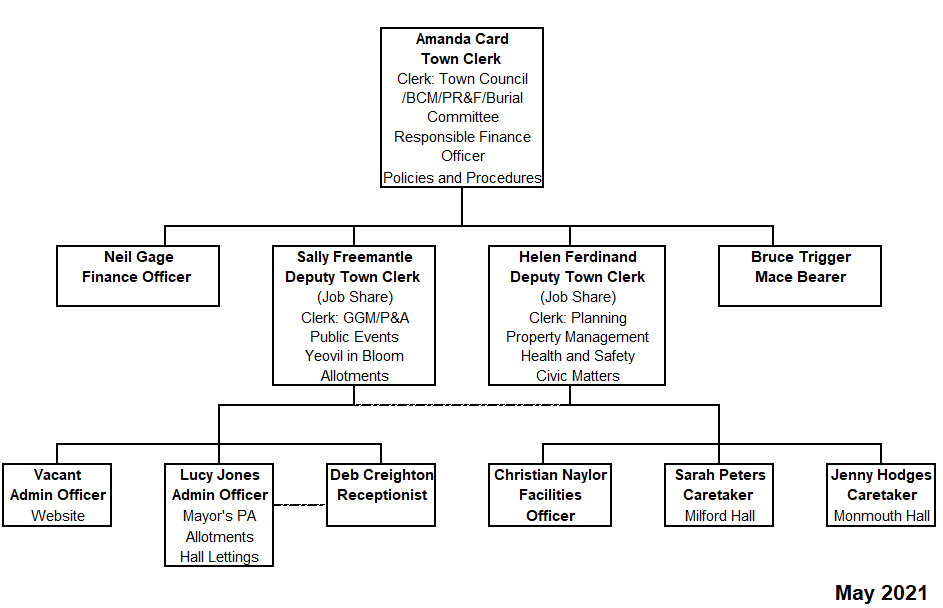 Amanda Card
Town Clerk
Clerk: Town Council
/BCM/PR&F/Burial
Committee
Responsible Finance
Officer
Policies and Procedures
Neil Gage
Finance Officer
Sally Freemantle
Deputy Town Clerk
(Job Share)
Clerk: GGM/P&A
Public Events
Yeovil in Bloom
Allotments
Helen Ferdinand
Deputy Town Clerk
(Job Share)
Clerk: Planning
Property Management
Health and Safety
Civic Matters
Bruce Trigger
Mace Bearer
Vacant
Admin Officer
Website
Lucy Jones
Admin Officer
Mayor's PA
Allotments
Hall Lettings
Deb Creighton
Receptionist
Christian Naylor
Facilities
Officer
Sarah Peters
Caretaker
Milford Hall
Jenny Hodges
Caretaker
Monmouth Hall
May 2021